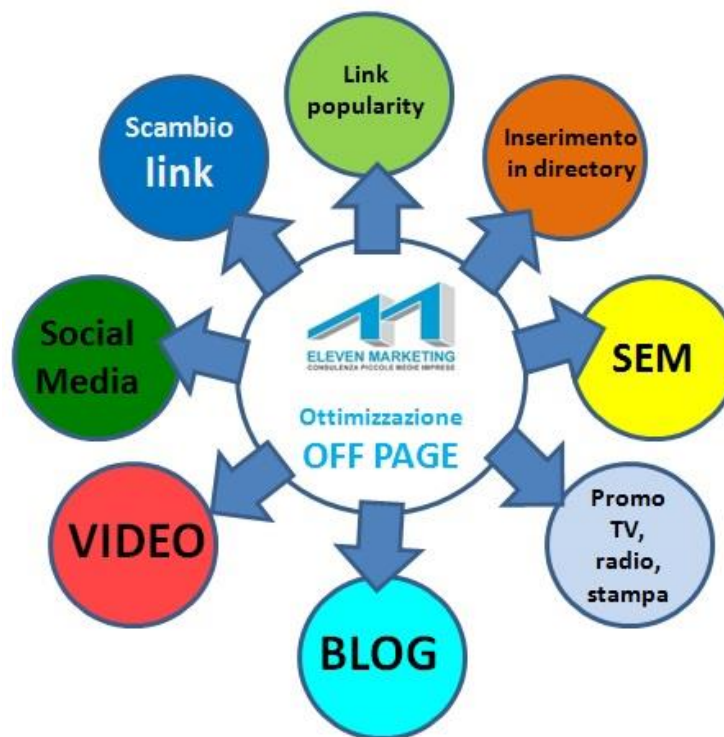 Link
popularity
Scambio
link
Inserimento
in directory
ELEVEN MARKETING
CONSULENZA PICCOLE MEDIE IMPRESE
Ottimizzazione
OFF PAGE
Social
Media
SEM
VIDEO
Promo
TV,
radio,
stampa
BLOG